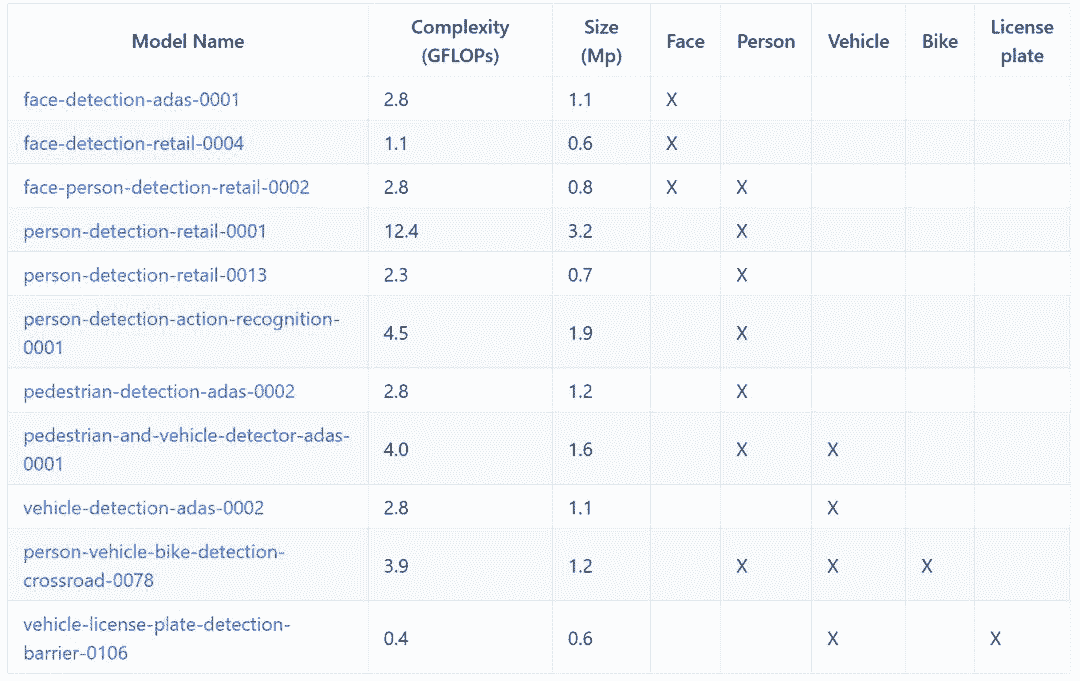 Model Name Complexity (GFLOPs) Size (Mp) Face Person Vehicle Bike License plate
face-detection-adas-0001 2.8 1.1 X
face-detection-retail-0004 1.1 0.6 X
face-person-detection-retail-0002 2.8 0.8 X X
person-detection-retail-0001 12.4 3.2 X
person-detection-retail-0013 2.3 0.7 X
person-detection-action-recognition-
0001 4.5 1.9 X
pedestrian-detection-adas-0002 2.8 1.2 X
pedestrian-and-vehicle-detector-adas-
0001 4.0 1.6 X X
vehicle-detection-adas-0002 2.8 1.1 X
person-vehicle-bike-detection-
crossroad-0078 3.9 1.2 X X X
vehicle-license-plate-detection-
barrier-0106 0.4 0.6 X X